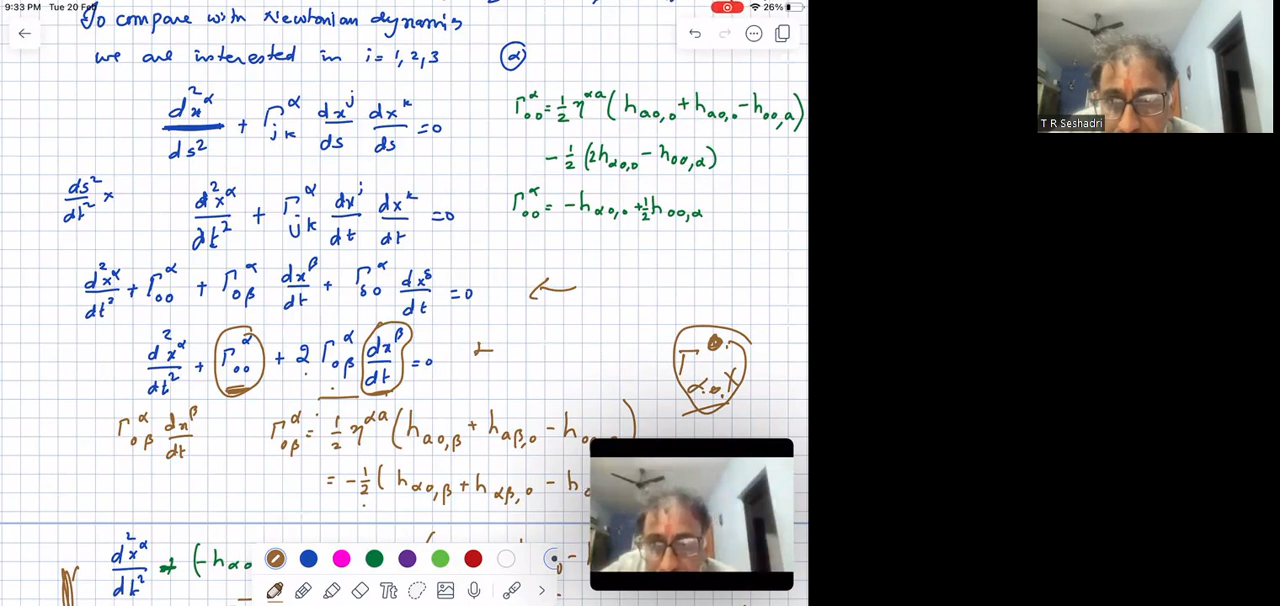 9:33 PM Tue 20 Feb
26%
To compare with Newtonian dynamics
we are interested in i = 1, 2, 3 (α)
d²x^α/ds² + Γ^α_jk dx^j/ds dx^k/ds = 0
ds²/dt² × d²x^α/dt² + Γ^α_jk dx^j/dt dx^k/dt = 0
d²x^α/dt² + Γ^α_00 + Γ^α_0β dx^β/dt + Γ^α_δ0 dx^δ/dt = 0 ←
d²x^α/dt² + Γ^α_00 + 2 Γ^α_0β dx^β/dt = 0
Γ^α_0β dx^β/dt Γ^α_0β = ½ η^αa ( h_a0,β + h_aβ,0 - h
= -½ ( h_α0,β + h_αβ,0 - h
d²x^α/dt² + (-h_α0
Γ^α_00 = ½ η^αa ( h_a0,0 + h_a0,0 - h_00,a )
- ½ ( 2h_α0,0 - h_00,α )
Γ^α_00 = -h_α0,0 + ½ h_00,α
Tt
T R Seshadri